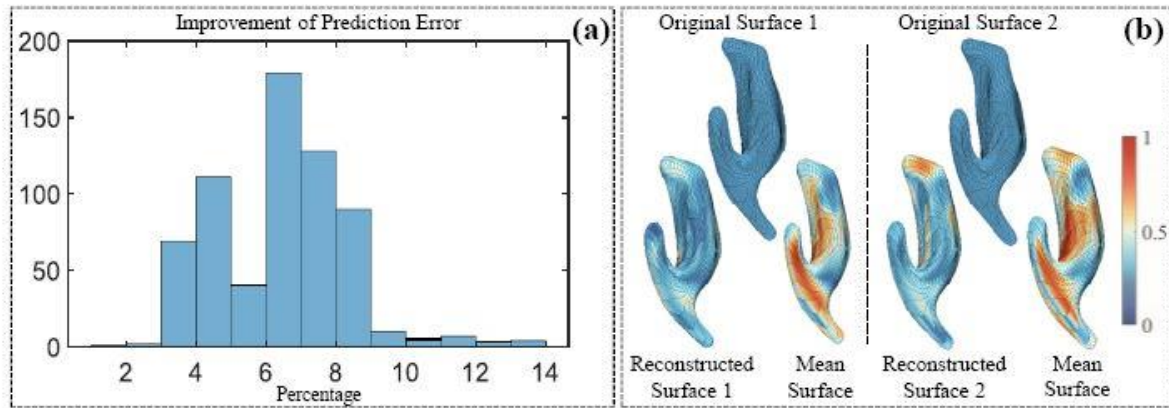 Improvement of Prediction Error
(a)
200
150
100
50
0
2 4 6 8 10 12 14
Percentage
Original Surface 1
Original Surface 2
(b)
1
0.5
0
Reconstructed
Surface 1
Mean
Surface
Reconstructed
Surface 2
Mean
Surface